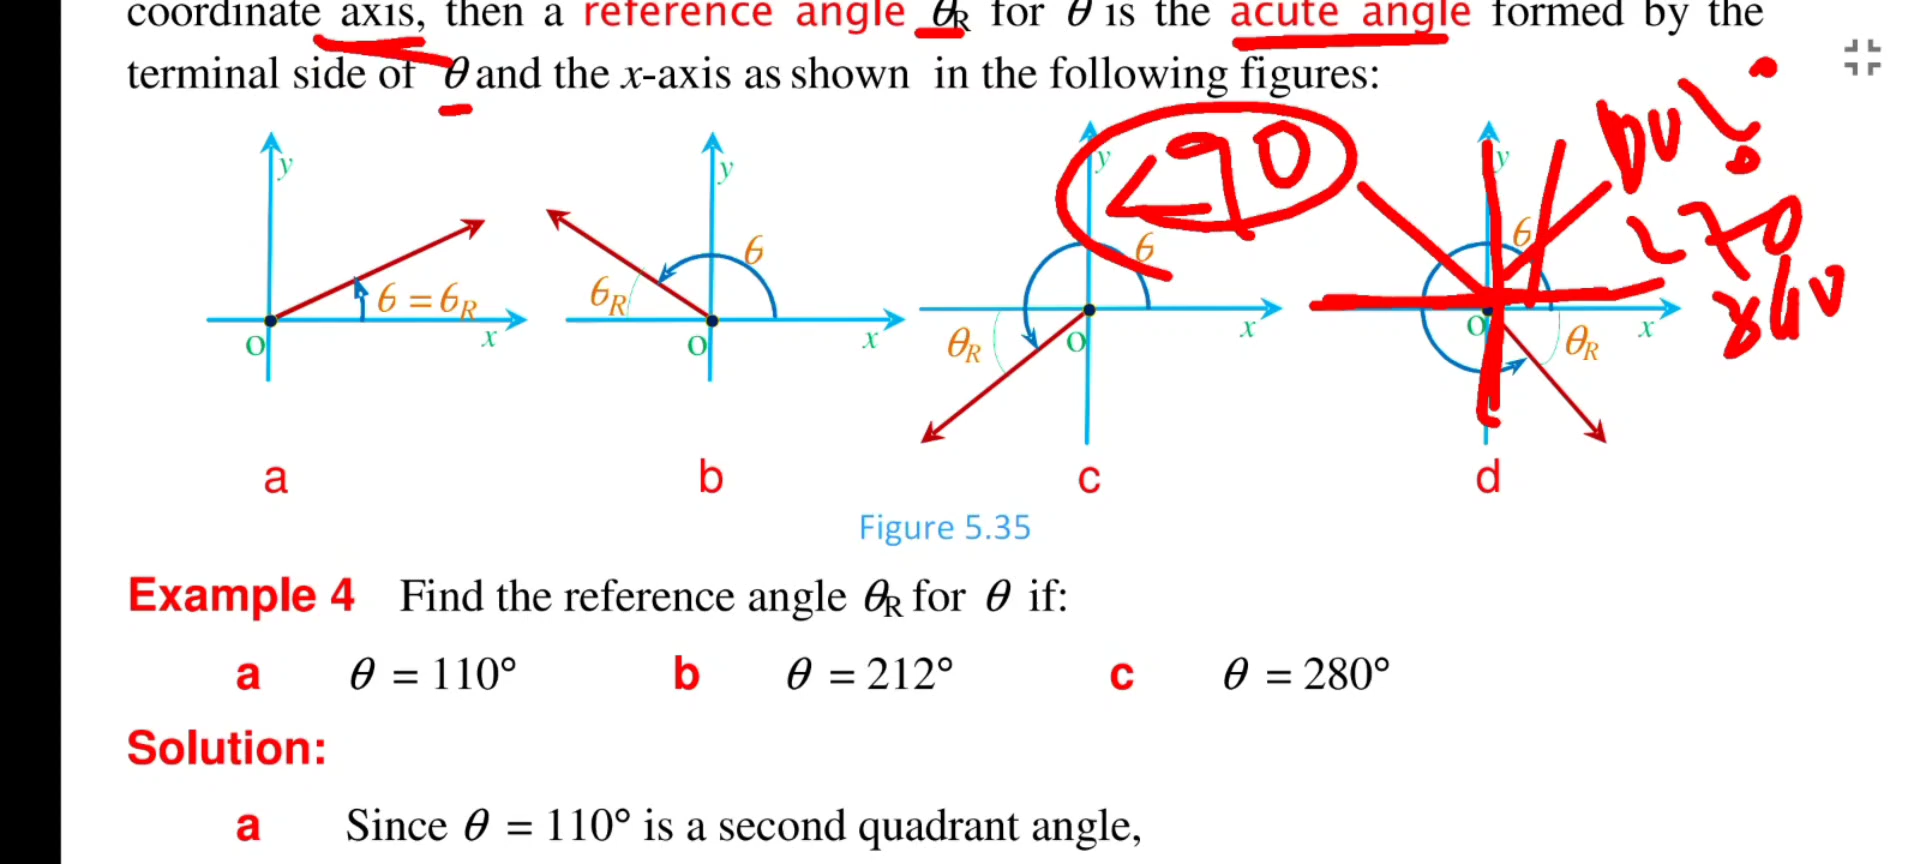 coordinate axis, then a reference angle θR for θ is the acute angle formed by the
terminal side of θ and the x-axis as shown in the following figures:
<90
y
y
y
y
θ
θ
θ
270
θ = θR
θR
θR
θR
x
x
x
x
O
O
O
O
a
b
c
d
Figure 5.35
Example 4 Find the reference angle θR for θ if:
a θ = 110° b θ = 212° c θ = 280°
Solution:
a Since θ = 110° is a second quadrant angle,